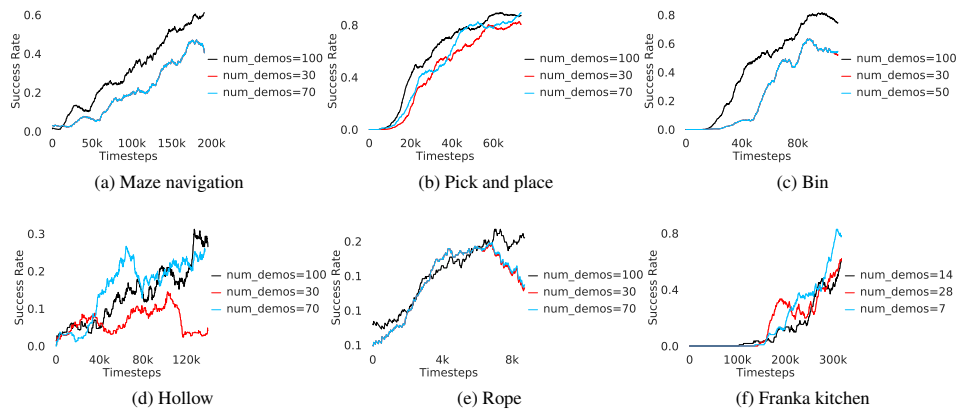 Success Rate
0.6
0.4
0.2
0.0
0
50k
100k
150k
200k
Timesteps
num_demos=100
num_demos=30
num_demos=70
(a) Maze navigation
Success Rate
0.8
0.4
0.0
0
20k
40k
60k
Timesteps
num_demos=100
num_demos=30
num_demos=70
(b) Pick and place
Success Rate
0.8
0.6
0.4
0.2
0.0
0
40k
80k
Timesteps
num_demos=100
num_demos=30
num_demos=50
(c) Bin
Success Rate
0.3
0.2
0.1
0.0
0
40k
80k
120k
Timesteps
num_demos=100
num_demos=30
num_demos=70
(d) Hollow
Success Rate
0.2
0.1
0.1
0.1
0
4k
8k
Timesteps
num_demos=100
num_demos=30
num_demos=70
(e) Rope
Success Rate
0.8
0.4
0.0
0
100k
200k
300k
Timesteps
num_demos=14
num_demos=28
num_demos=7
(f) Franka kitchen